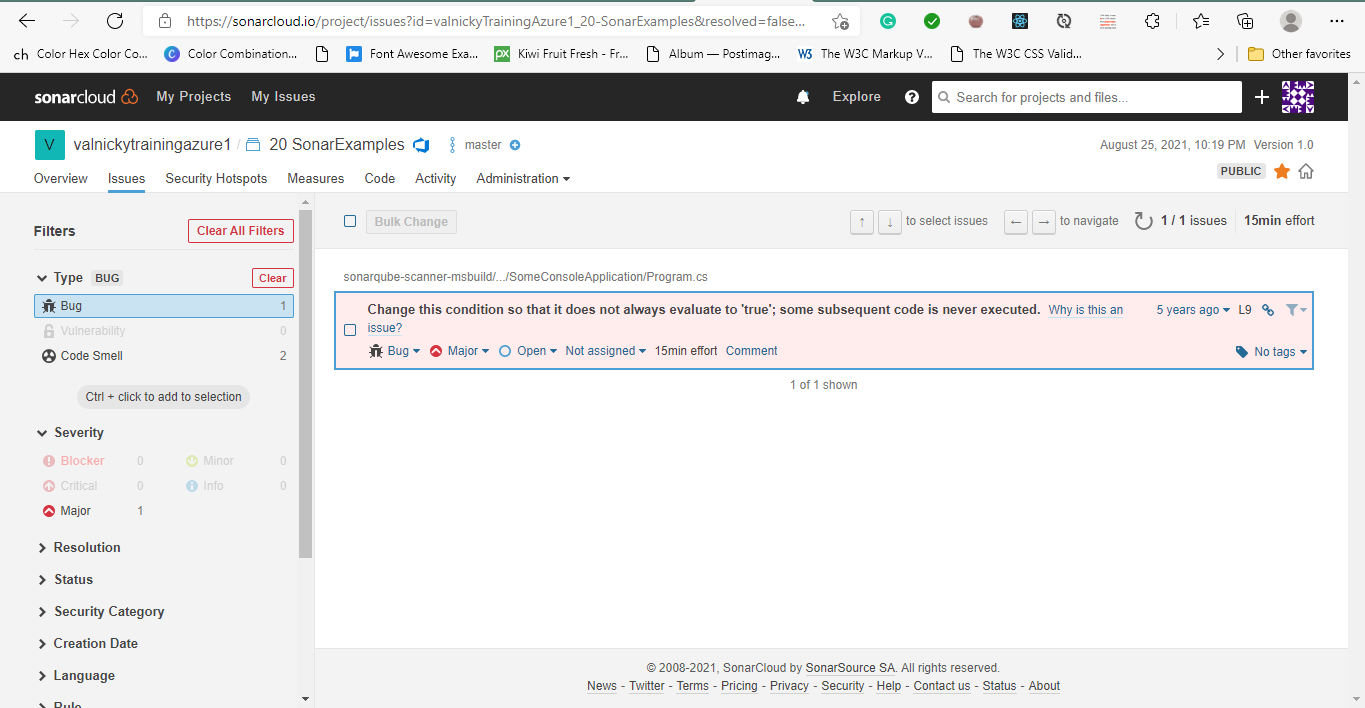 https://sonarcloud.io/project/issues?id=valnickyTrainingAzure1_20-SonarExamples&resolved=false...
ch Color Hex Color Co... C Color Combination... Font Awesome Exa... px Kiwi Fruit Fresh - Fr... Album — Postimag... W3 The W3C Markup V... The W3C CSS Valid... Other favorites
sonarcloud My Projects My Issues Explore Search for projects and files...
V valnickytrainingazure1 / 20 SonarExamples master August 25, 2021, 10:19 PM Version 1.0
PUBLIC
Overview Issues Security Hotspots Measures Code Activity Administration
Filters Clear All Filters
Bulk Change ↑ ↓ to select issues ← → to navigate 1 / 1 issues 15min effort
Type BUG Clear
Bug 1
Vulnerability 0
Code Smell 2
Ctrl + click to add to selection
Severity
Blocker 0 Minor 0
Critical 0 Info 0
Major 1
Resolution
Status
Security Category
Creation Date
Language
Rule
sonarqube-scanner-msbuild/.../SomeConsoleApplication/Program.cs
Change this condition so that it does not always evaluate to 'true'; some subsequent code is never executed. Why is this an 5 years ago L9
issue?
Bug Major Open Not assigned 15min effort Comment No tags
1 of 1 shown
© 2008-2021, SonarCloud by SonarSource SA. All rights reserved.
News - Twitter - Terms - Pricing - Privacy - Security - Help - Contact us - Status - About